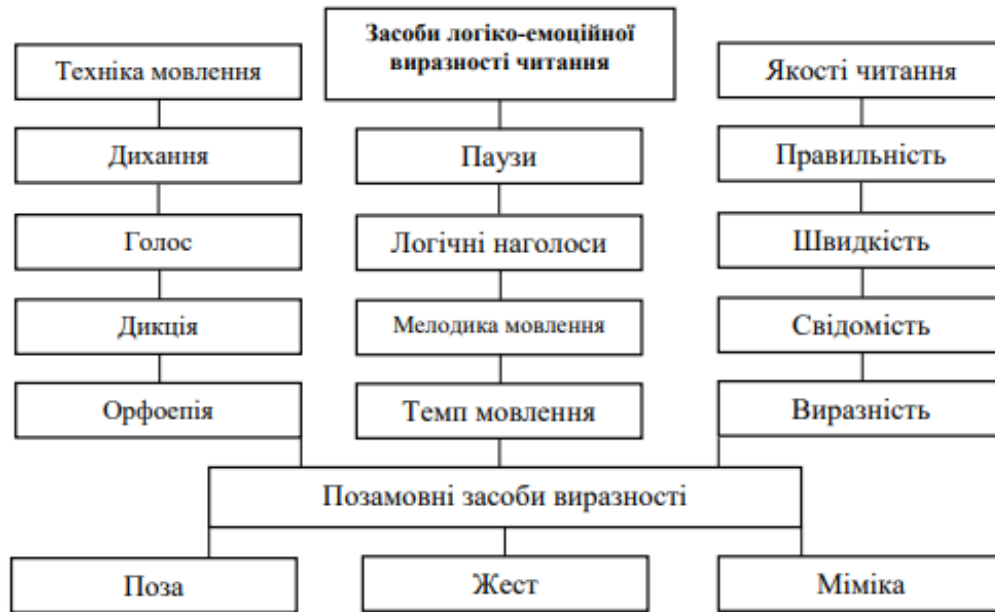 Засоби логіко-емоційної
виразності читання
Техніка мовлення
Якості читання
Дихання
Паузи
Правильність
Голос
Логічні наголоси
Швидкість
Дикція
Мелодика мовлення
Свідомість
Орфоепія
Темп мовлення
Виразність
Позамовні засоби виразності
Поза
Жест
Міміка